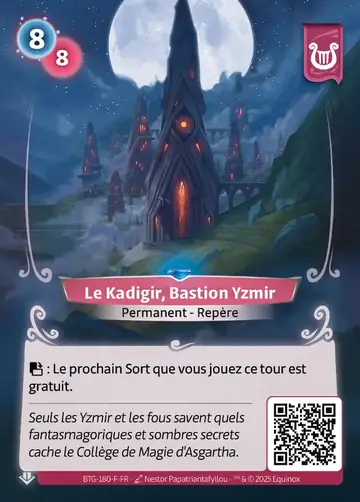 8
8
Le Kadigir, Bastion Yzmir
Permanent - Repère
: Le prochain Sort que vous jouez ce tour est
gratuit.
Seuls les Yzmir et les fous savent quels
fantasmagoriques et sombres secrets
cache le Collège de Magie d'Asgartha.
BTG-180-F-FR - Nestor Papatriantafyllou - ™ & © 2025 Equinox